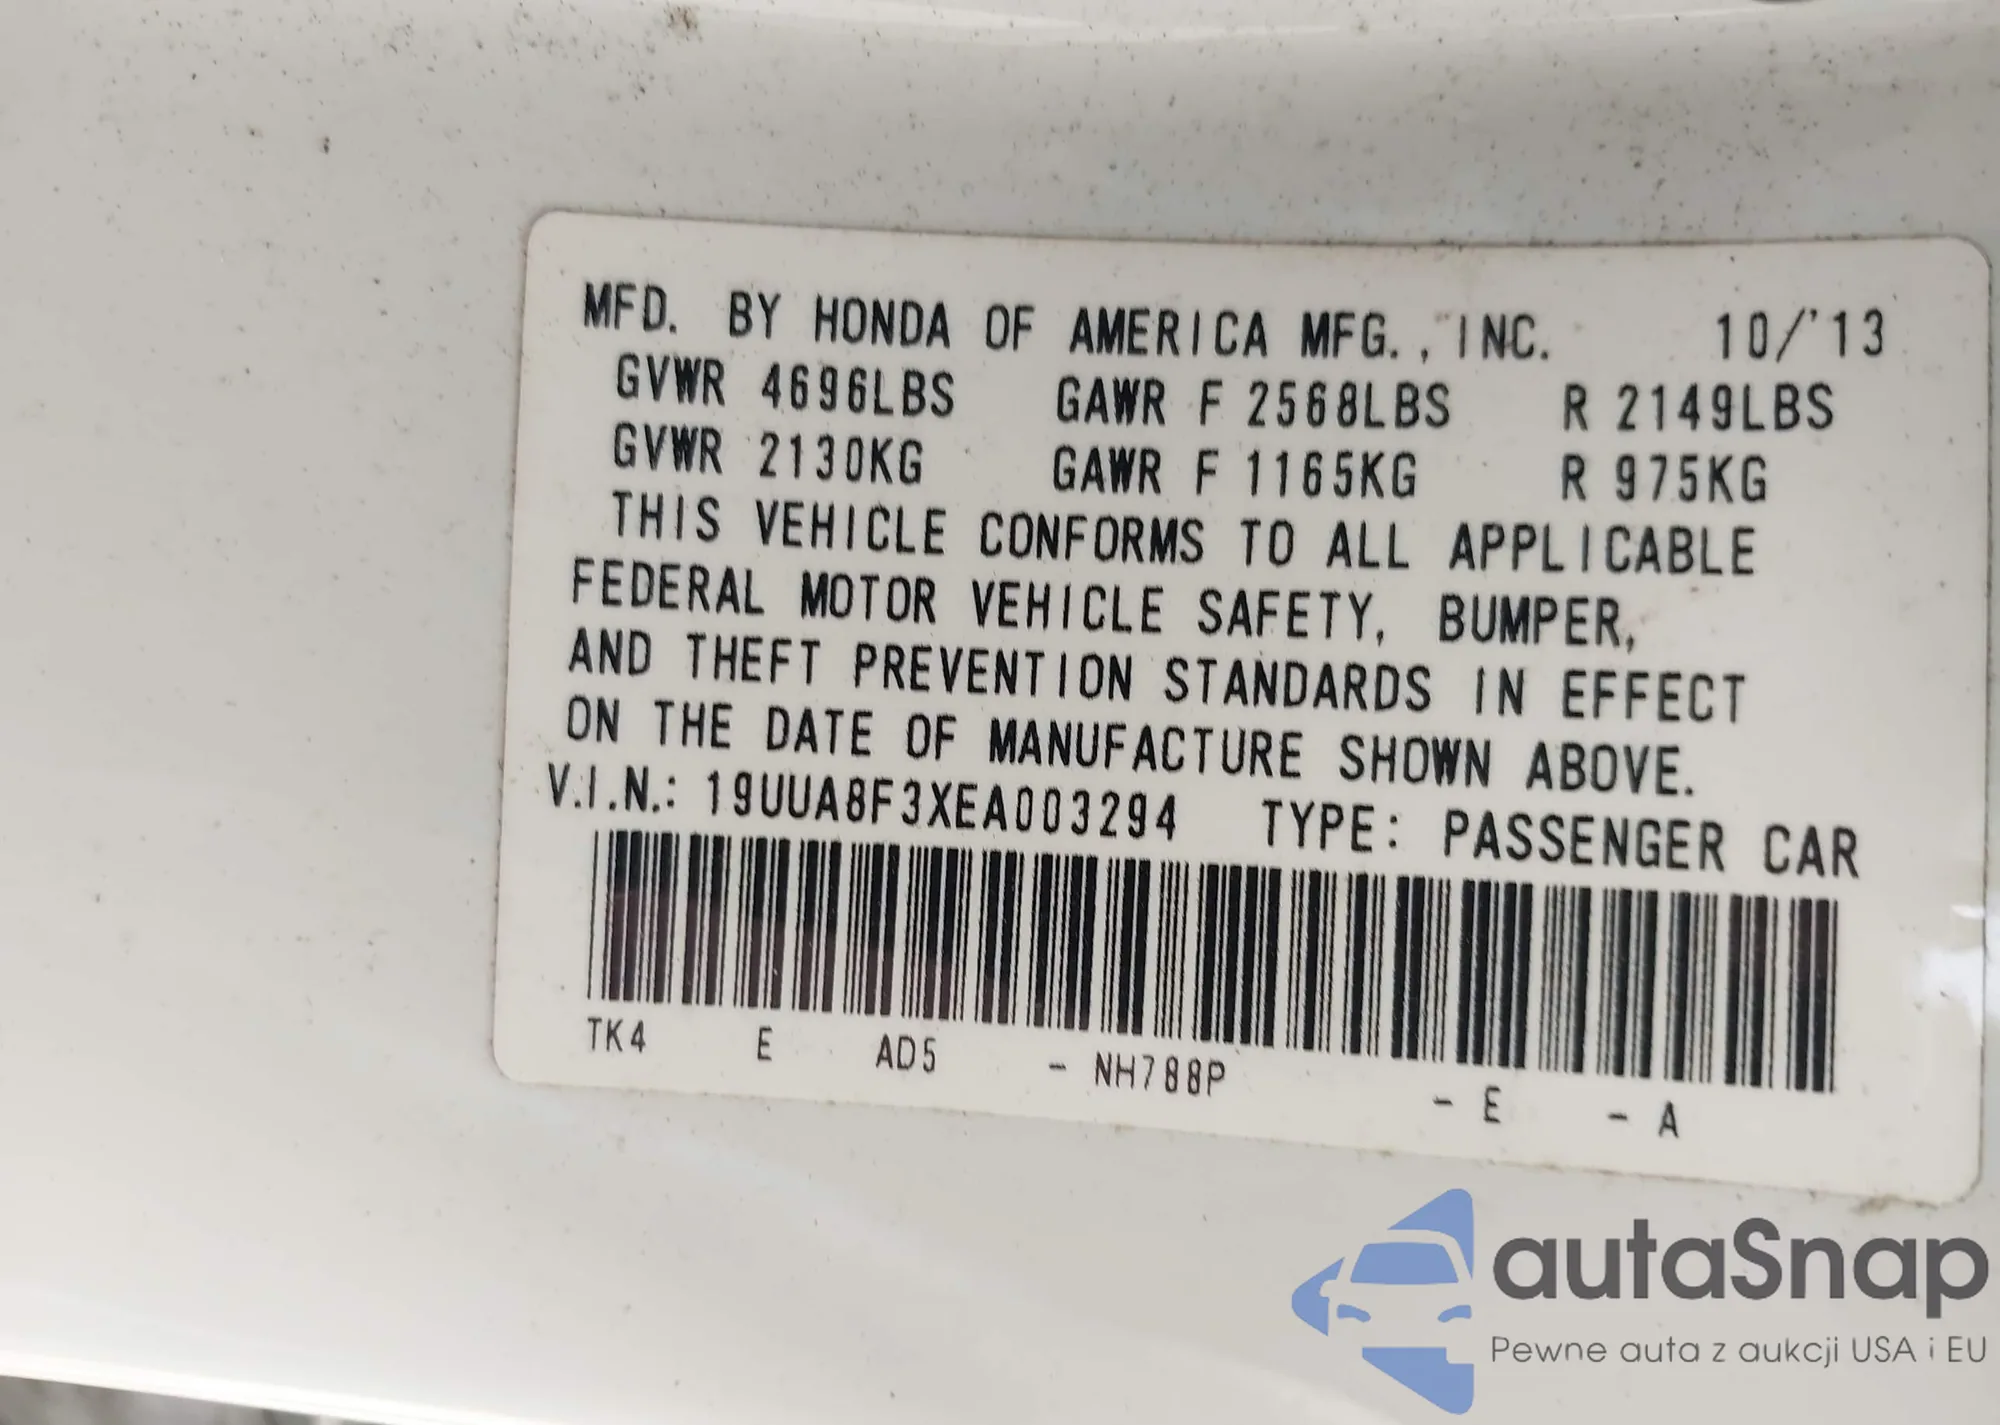 MFD. BY HONDA OF AMERICA MFG., INC. 10/'13
GVWR 4696LBS GAWR F 2568LBS R 2149LBS
GVWR 2130KG GAWR F 1165KG R 975KG
THIS VEHICLE CONFORMS TO ALL APPLICABLE
FEDERAL MOTOR VEHICLE SAFETY, BUMPER,
AND THEFT PREVENTION STANDARDS IN EFFECT
ON THE DATE OF MANUFACTURE SHOWN ABOVE.
V.I.N.: 19UUA8F3XEA003294 TYPE: PASSENGER CAR
TK4 E AD5 - NH788P - E - A
autaSnap
Pewne auta z aukcji USA i EU